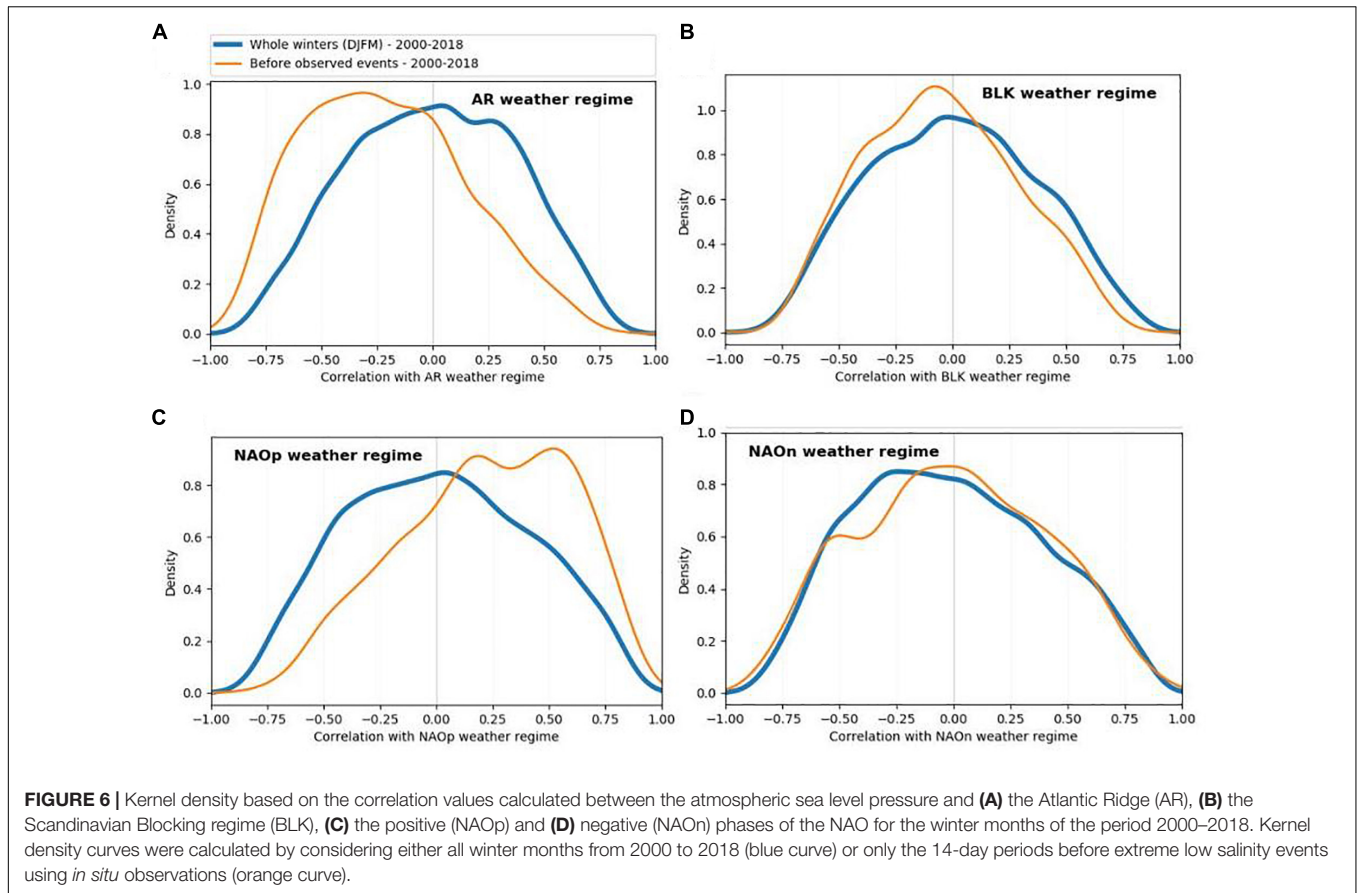 A
Whole winters (DJFM) - 2000-2018
Before observed events - 2000-2018
AR weather regime
Density
1.0
0.8
0.6
0.4
0.2
0.0
−1.00 −0.75 −0.50 −0.25 0.00 0.25 0.50 0.75 1.00
Correlation with AR weather regime
B
BLK weather regime
Density
1.0
0.8
0.6
0.4
0.2
0.0
−1.00 −0.75 −0.50 −0.25 0.00 0.25 0.50 0.75 1.00
Correlation with BLK weather regime
C
NAOp weather regime
Density
0.8
0.6
0.4
0.2
0.0
−1.00 −0.75 −0.50 −0.25 0.00 0.25 0.50 0.75 1.00
Correlation with NAOp weather regime
D
NAOn weather regime
Density
1.0
0.8
0.6
0.4
0.2
0.0
−1.00 −0.75 −0.50 −0.25 0.00 0.25 0.50 0.75 1.00
Correlation with NAOn weather regime
FIGURE 6 | Kernel density based on the correlation values calculated between the atmospheric sea level pressure and (A) the Atlantic Ridge (AR), (B) the
Scandinavian Blocking regime (BLK), (C) the positive (NAOp) and (D) negative (NAOn) phases of the NAO for the winter months of the period 2000–2018. Kernel
density curves were calculated by considering either all winter months from 2000 to 2018 (blue curve) or only the 14-day periods before extreme low salinity events
using in situ observations (orange curve).